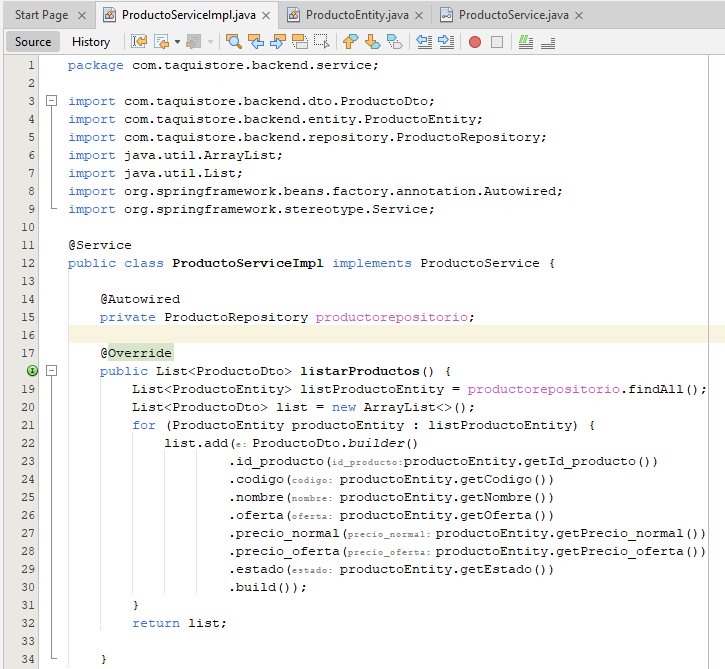 Start Page ProductoServiceImpl.java ProductoEntity.java ProductoService.java
Source History
1 package com.taquistore.backend.service;
2
3 import com.taquistore.backend.dto.ProductoDto;
4 import com.taquistore.backend.entity.ProductoEntity;
5 import com.taquistore.backend.repository.ProductoRepository;
6 import java.util.ArrayList;
7 import java.util.List;
8 import org.springframework.beans.factory.annotation.Autowired;
9 import org.springframework.stereotype.Service;
10
11 @Service
12 public class ProductoServiceImpl implements ProductoService {
13
14 @Autowired
15 private ProductoRepository productorepositorio;
16
17 @Override
public List<ProductoDto> listarProductos() {
19 List<ProductoEntity> listProductoEntity = productorepositorio.findAll();
20 List<ProductoDto> list = new ArrayList<>();
21 for (ProductoEntity productoEntity : listProductoEntity) {
22 list.add(e: ProductoDto.builder()
23 .id_producto(id_producto:productoEntity.getId_producto())
24 .codigo(codigo: productoEntity.getCodigo())
25 .nombre(nombre: productoEntity.getNombre())
26 .oferta(oferta: productoEntity.getOferta())
27 .precio_normal(precio_normal: productoEntity.getPrecio_normal())
28 .precio_oferta(precio_oferta: productoEntity.getPrecio_oferta())
29 .estado(estado: productoEntity.getEstado())
30 .build());
31 }
32 return list;
33
34 }